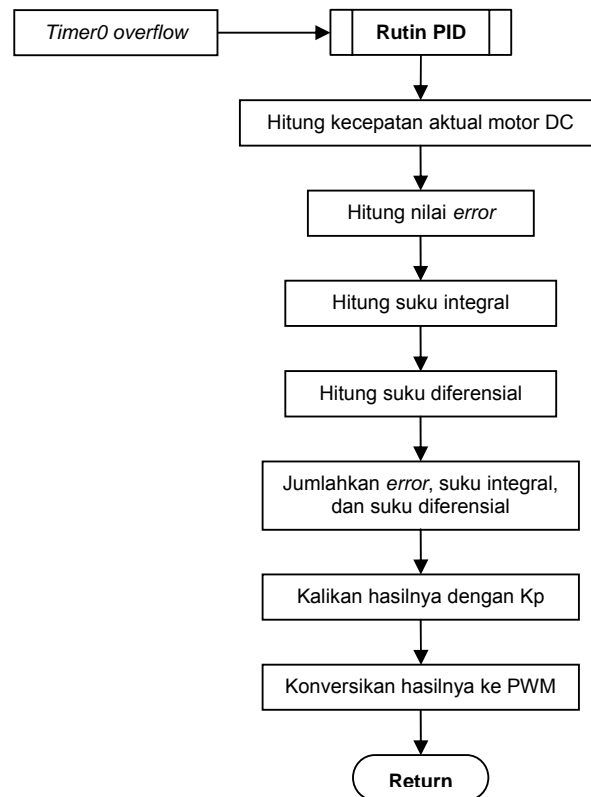 Timer0 overflow
Rutin PID
Hitung kecepatan aktual motor DC
Hitung nilai error
Hitung suku integral
Hitung suku diferensial
Jumlahkan error, suku integral,
dan suku diferensial
Kalikan hasilnya dengan Kp
Konversikan hasilnya ke PWM
Return